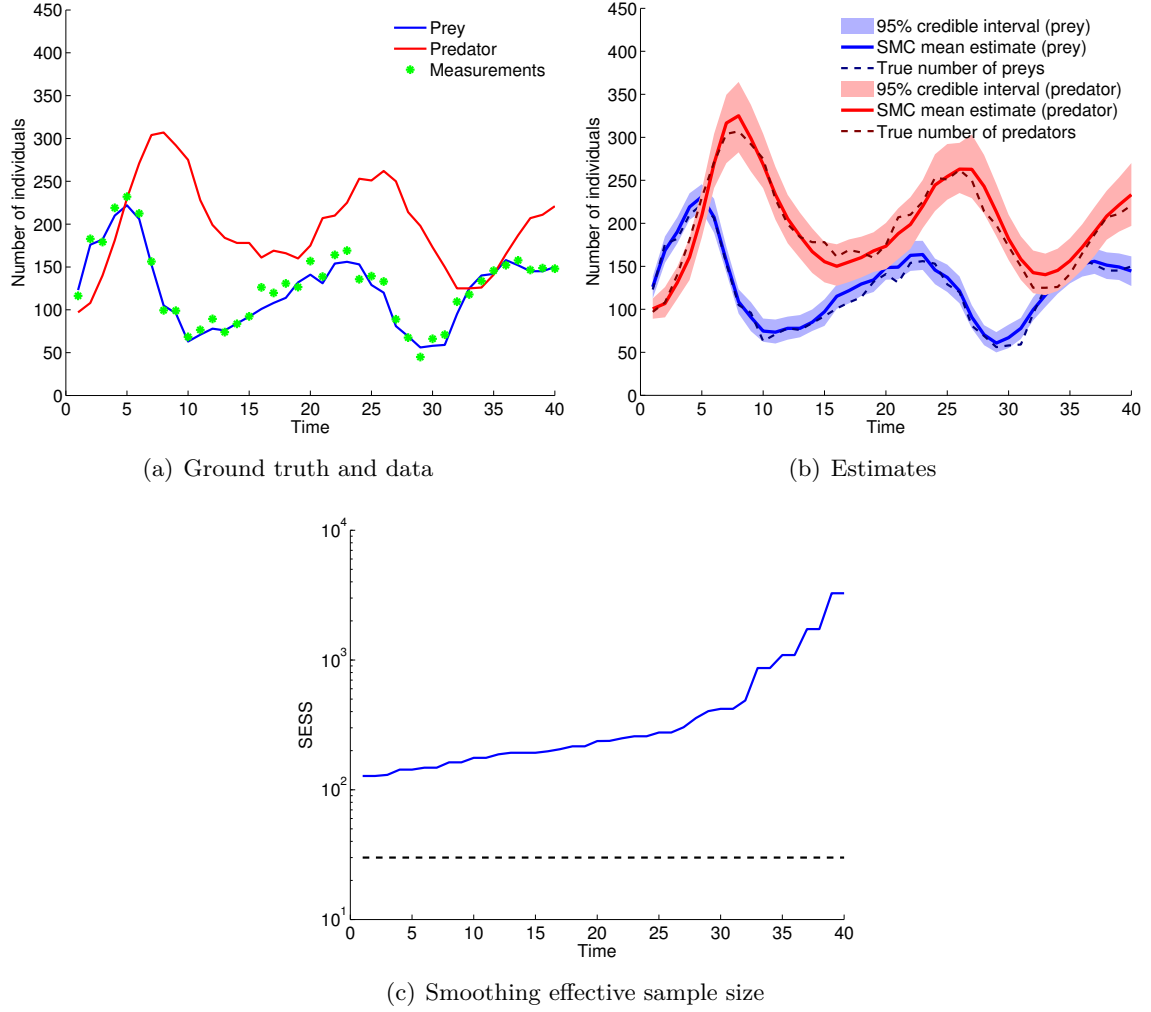 450
400
350
300
250
200
150
100
50
0
Number of individuals
0 5 10 15 20 25 30 35 40
Time
Prey
Predator
Measurements
(a) Ground truth and data
450
400
350
300
250
200
150
100
50
0
Number of individuals
0 5 10 15 20 25 30 35 40
Time
95% credible interval (prey)
SMC mean estimate (prey)
True number of preys
95% credible interval (predator)
SMC mean estimate (predator)
True number of predators
(b) Estimates
10^4
10^3
10^2
10^1
SESS
0 5 10 15 20 25 30 35 40
Time
(c) Smoothing effective sample size